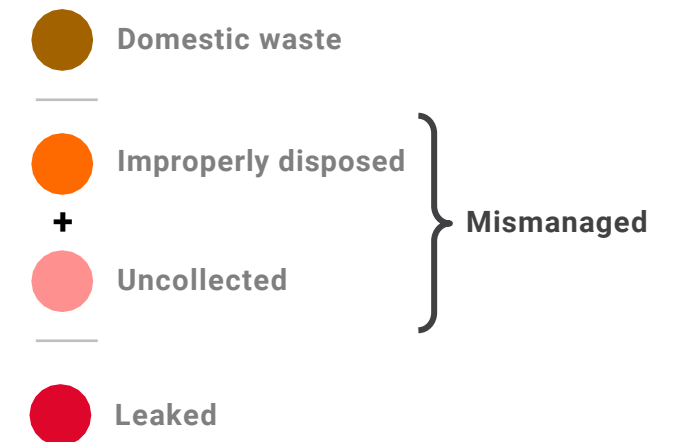 Domestic waste
Improperly disposed
+
Mismanaged
Uncollected
Leaked